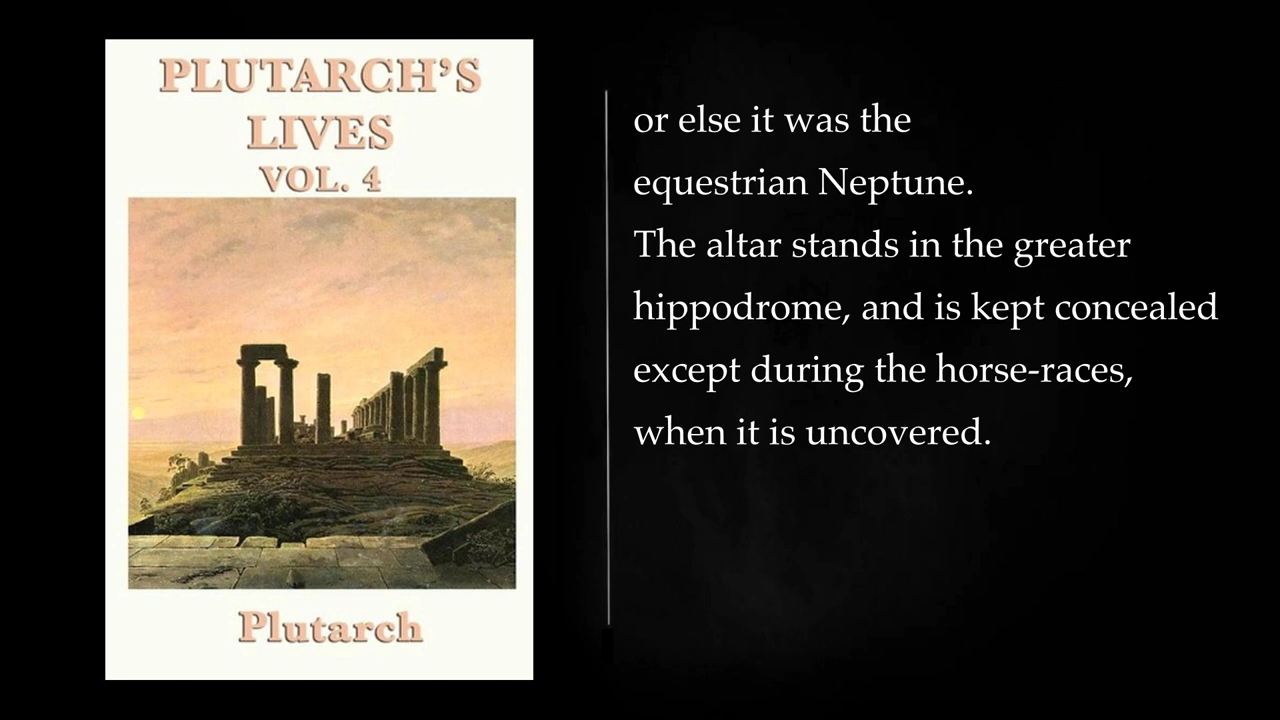 PLUTARCH'S
LIVES
VOL. 4
Plutarch
or else it was the
equestrian Neptune.
The altar stands in the greater
hippodrome, and is kept concealed
except during the horse-races,
when it is uncovered.